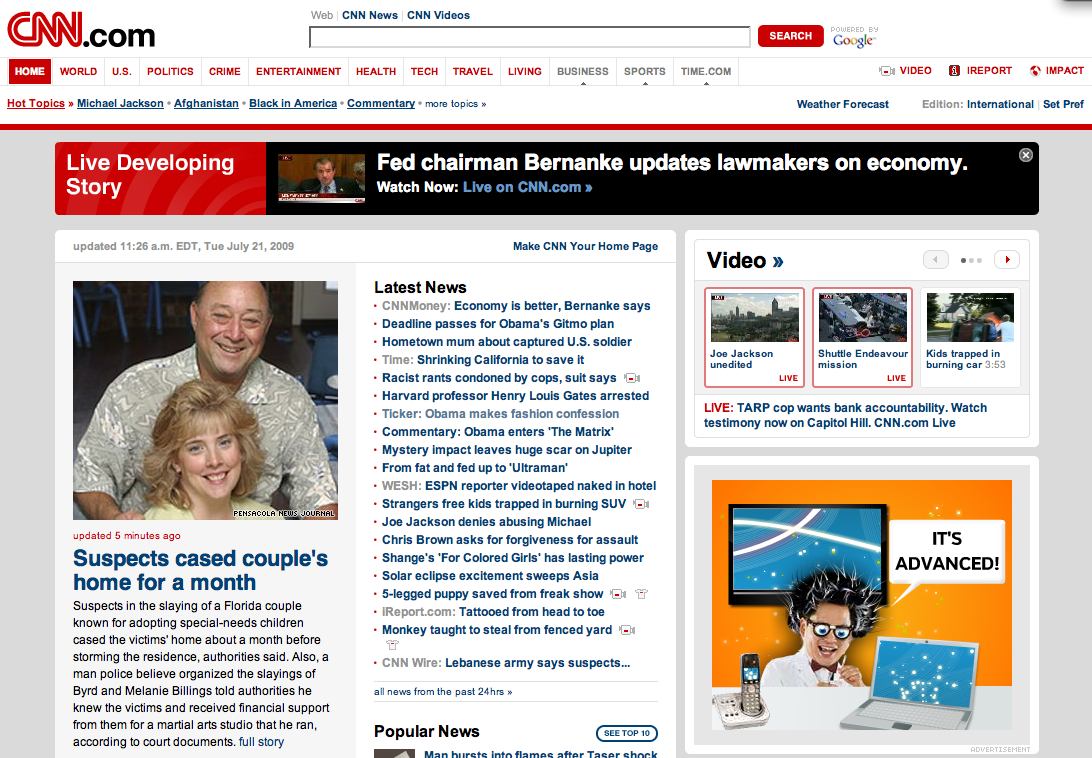 CNN.com
Web | CNN News | CNN Videos
SEARCH
POWERED BY
Google
HOME
WORLD
U.S.
POLITICS
CRIME
ENTERTAINMENT
HEALTH
TECH
TRAVEL
LIVING
BUSINESS
SPORTS
TIME.COM
VIDEO
IREPORT
IMPACT
Hot Topics » Michael Jackson • Afghanistan • Black in America • Commentary • more topics »
Weather Forecast
Edition: International | Set Pref
Live Developing
Story
Fed chairman Bernanke updates lawmakers on economy.
Watch Now: Live on CNN.com »
updated 11:26 a.m. EDT, Tue July 21, 2009
Make CNN Your Home Page
PENSACOLA NEWS JOURNAL
updated 5 minutes ago
Suspects cased couple's
home for a month
Suspects in the slaying of a Florida couple
known for adopting special-needs children
cased the victims' home about a month before
storming the residence, authorities said. Also, a
man police believe organized the slayings of
Byrd and Melanie Billings told authorities he
knew the victims and received financial support
from them for a martial arts studio that he ran,
according to court documents. full story
Latest News
CNNMoney: Economy is better, Bernanke says
Deadline passes for Obama's Gitmo plan
Hometown mum about captured U.S. soldier
Time: Shrinking California to save it
Racist rants condoned by cops, suit says
Harvard professor Henry Louis Gates arrested
Ticker: Obama makes fashion confession
Commentary: Obama enters 'The Matrix'
Mystery impact leaves huge scar on Jupiter
From fat and fed up to 'Ultraman'
WESH: ESPN reporter videotaped naked in hotel
Strangers free kids trapped in burning SUV
Joe Jackson denies abusing Michael
Chris Brown asks for forgiveness for assault
Shange's 'For Colored Girls' has lasting power
Solar eclipse excitement sweeps Asia
5-legged puppy saved from freak show
iReport.com: Tattooed from head to toe
Monkey taught to steal from fenced yard
CNN Wire: Lebanese army says suspects...
all news from the past 24hrs »
Popular News
SEE TOP 10
Man bursts into flames after Taser shock
Video »
Joe Jackson
unedited
LIVE
Shuttle Endeavour
mission
LIVE
Kids trapped in
burning car 3:53
LIVE: TARP cop wants bank accountability. Watch
testimony now on Capitol Hill. CNN.com Live
IT'S
ADVANCED!
ADVERTISEMENT